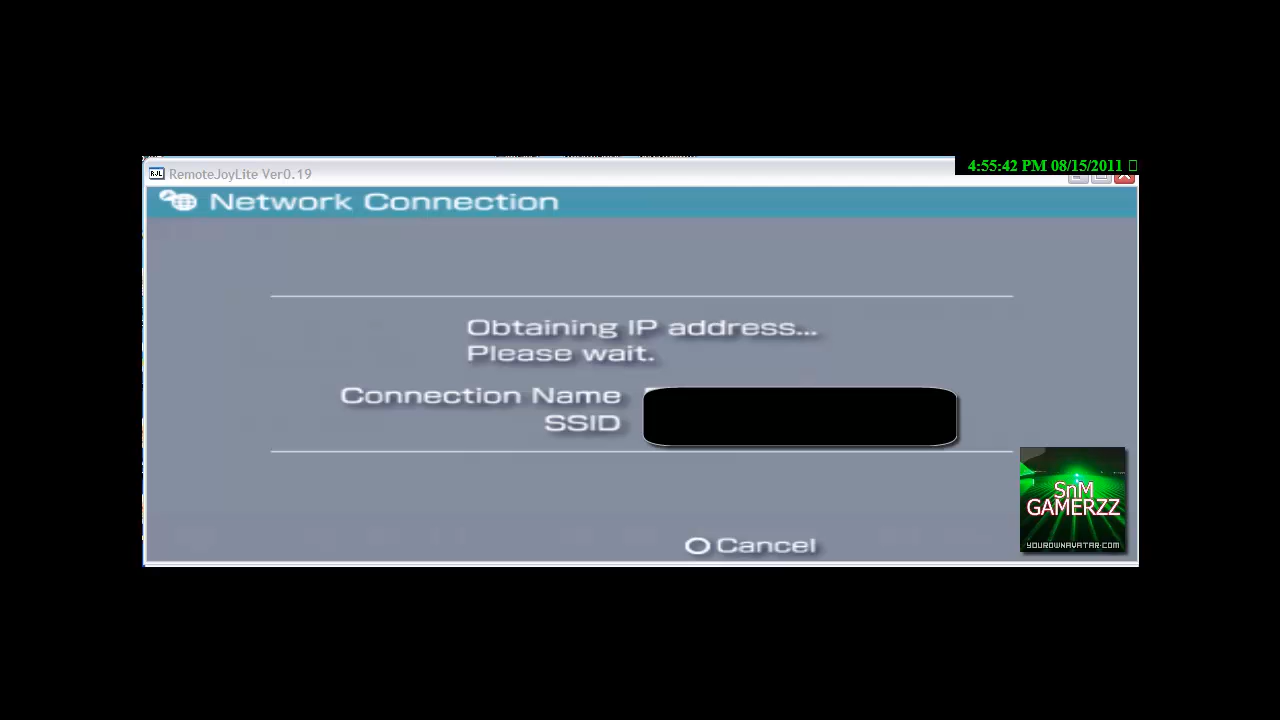 4:55:42 PM 08/15/2011
RJL RemoteJoyLite Ver0.19
Network Connection
Obtaining IP address...
Please wait.
Connection Name
SSID
SnM
GAMERZZ
YOUROWNAVATAR.COM
Cancel